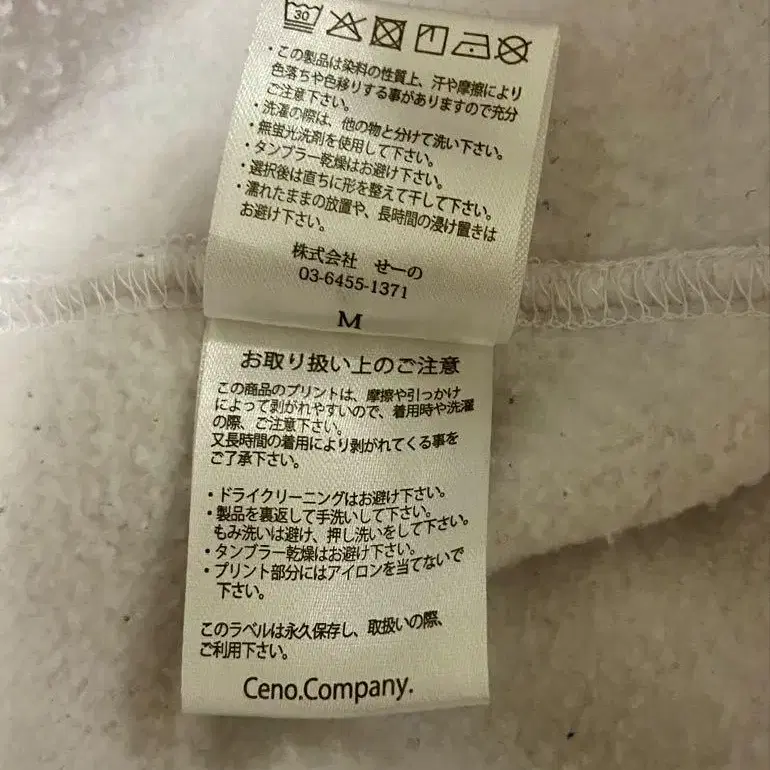 30
・この製品は染料の性質上、汗や摩擦により
色落ちや色移りする事がありますので充分
ご注意下さい。
・洗濯の際は、他の物と分けて洗い下さい。
・無蛍光洗剤を使用して下さい。
・タンブラー乾燥はお避け下さい。
・選択後は直ちに形を整えて干して下さい。
・濡れたままの放置や、長時間の浸け置きは
お避け下さい。
株式会社 せーの
03-6455-1371
M
お取り扱い上のご注意
この商品のプリントは、摩擦や引っかけ
によって剥がれやすいので、着用時や洗濯
の際、ご注意下さい。
又長時間の着用により剥がれてくる事を
ご了承下さい。
・ドライクリーニングはお避け下さい。
・製品を裏返して手洗いして下さい。
もみ洗いは避け、押し洗いをして下さい。
・タンブラー乾燥はお避け下さい。
・プリント部分にはアイロンを当てないで
下さい。
このラベルは永久保存し、取扱いの際、
ご利用下さい。
Ceno.Company.